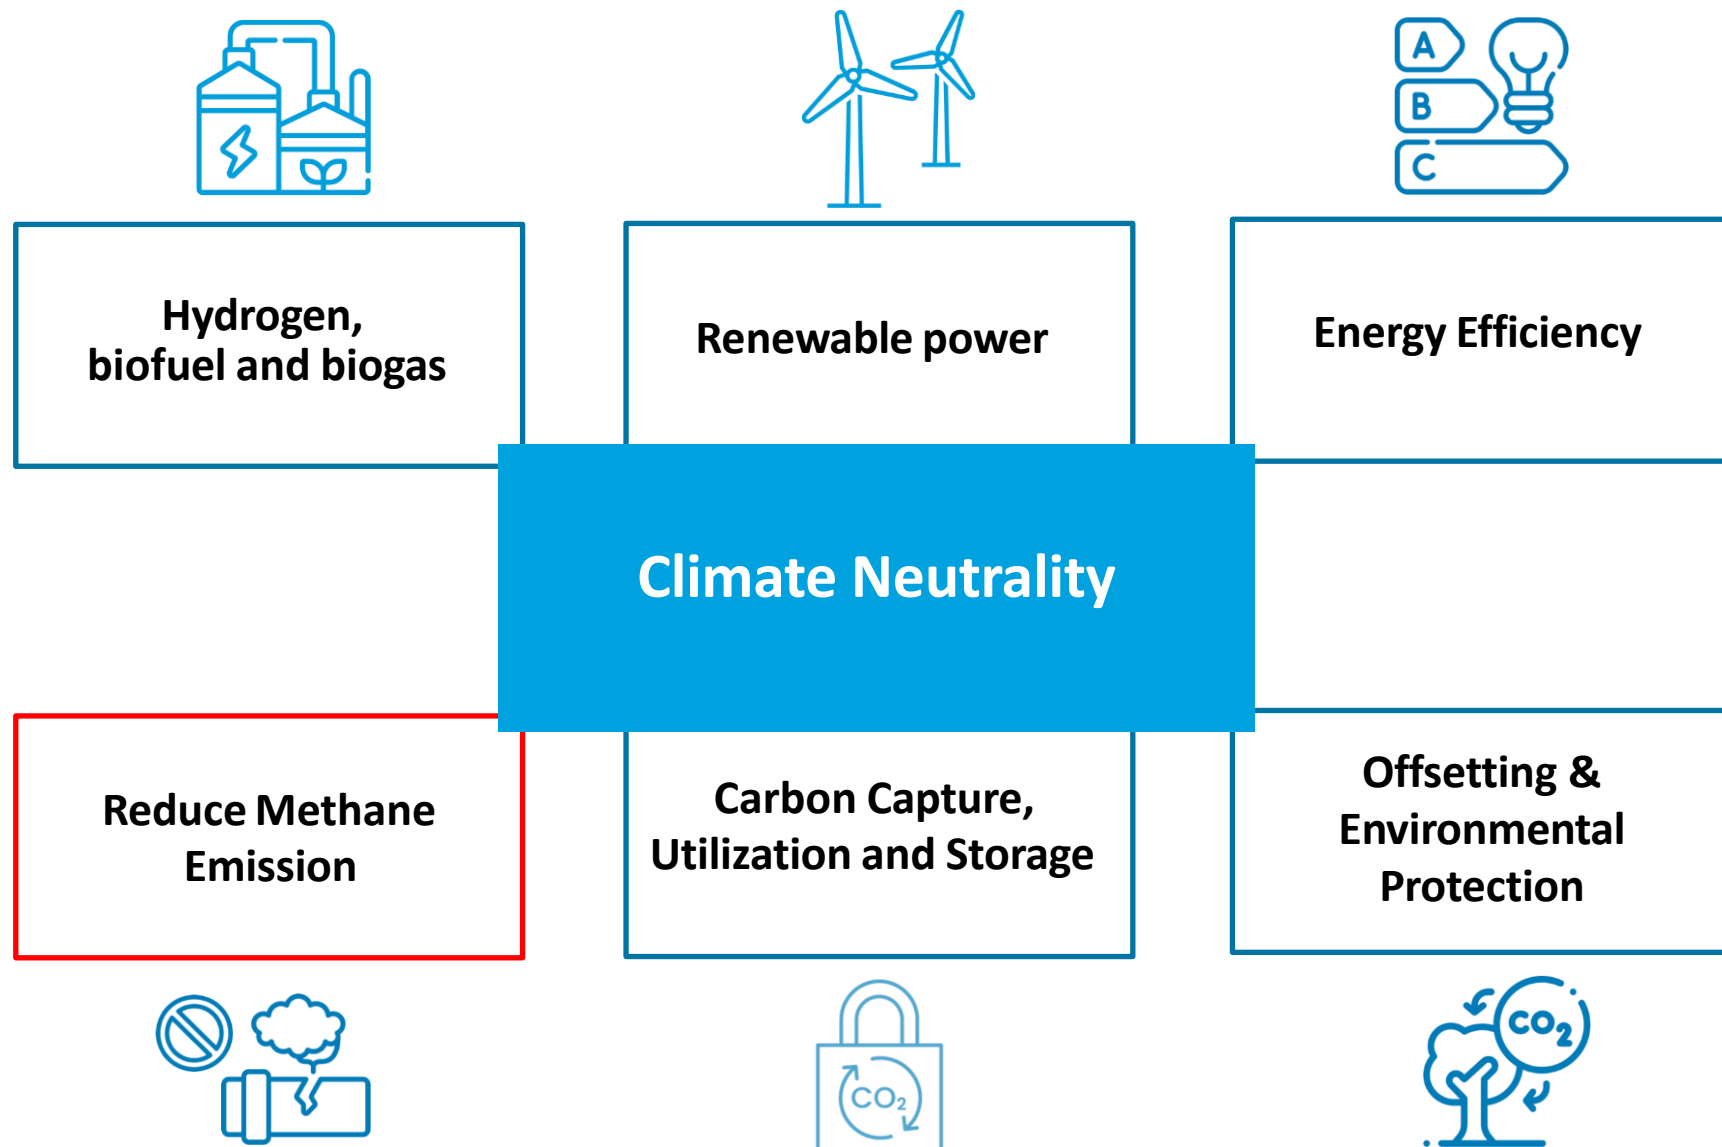 A
B
C
Hydrogen,
biofuel and biogas
Renewable power
Energy Efficiency
Climate Neutrality
Reduce Methane
Emission
Carbon Capture,
Utilization and Storage
Offsetting &
Environmental
Protection
CO₂
CO₂